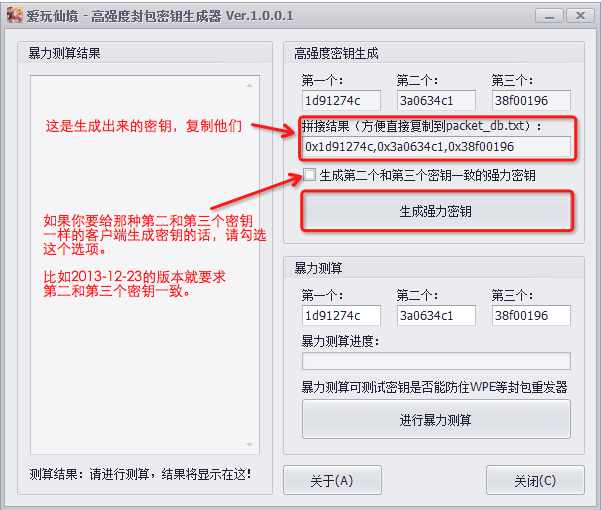 爱玩仙境 - 高强度封包密钥生成器 Ver.1.0.0.1
暴力测算结果
这是生成出来的密钥，复制他们
如果你要给那种第二和第三个密钥
一样的客户端生成密钥的话，请勾选
这个选项。
比如2013-12-23的版本就要求
第二和第三个密钥一致。
测算结果：请进行测算，结果将显示在这！
高强度密钥生成
第一个： 第二个： 第三个：
1d91274c 3a0634c1 38f00196
拼接结果（方便直接复制到packet_db.txt）：
0x1d91274c,0x3a0634c1,0x38f00196
生成第二个和第三个密钥一致的强力密钥
生成强力密钥
暴力测算
第一个： 第二个： 第三个：
1d91274c 3a0634c1 38f00196
暴力测算进度：
暴力测算可测试密钥是否能防住WPE等封包重发器
进行暴力测算
关于(A) 关闭(C)